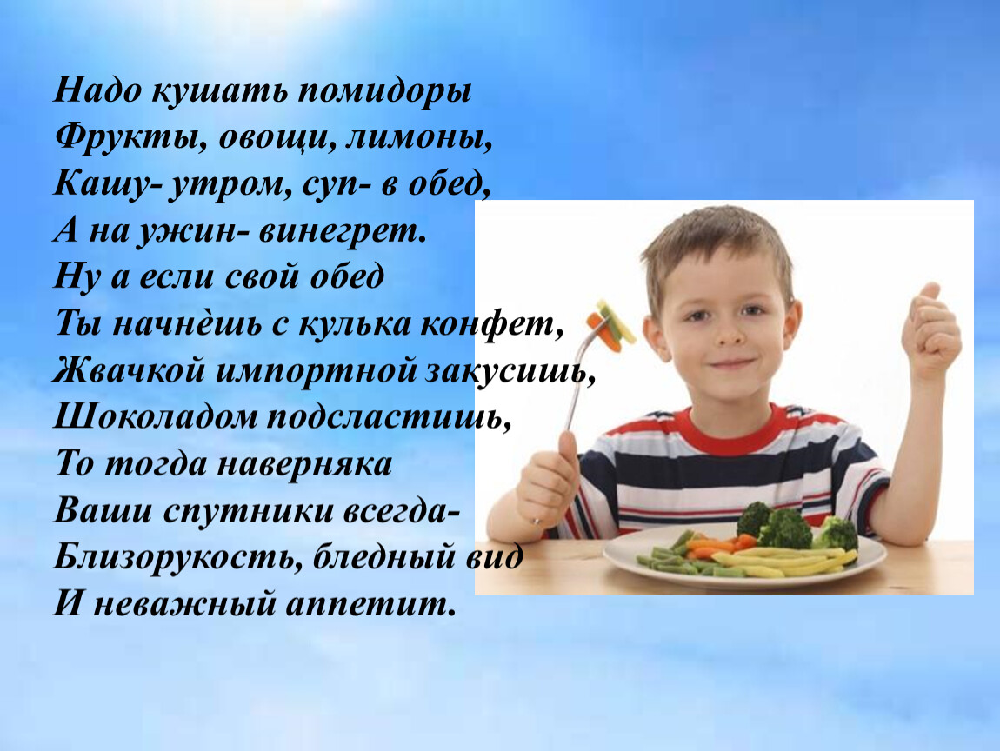 Надо кушать помидоры
Фрукты, овощи, лимоны,
Кашу- утром, суп- в обед,
А на ужин- винегрет.
Ну а если свой обед
Ты начнѐшь с кулька конфет,
Жвачкой импортной закусишь,
Шоколадом подсластишь,
То тогда наверняка
Ваши спутники всегда-
Близорукость, бледный вид
И неважный аппетит.